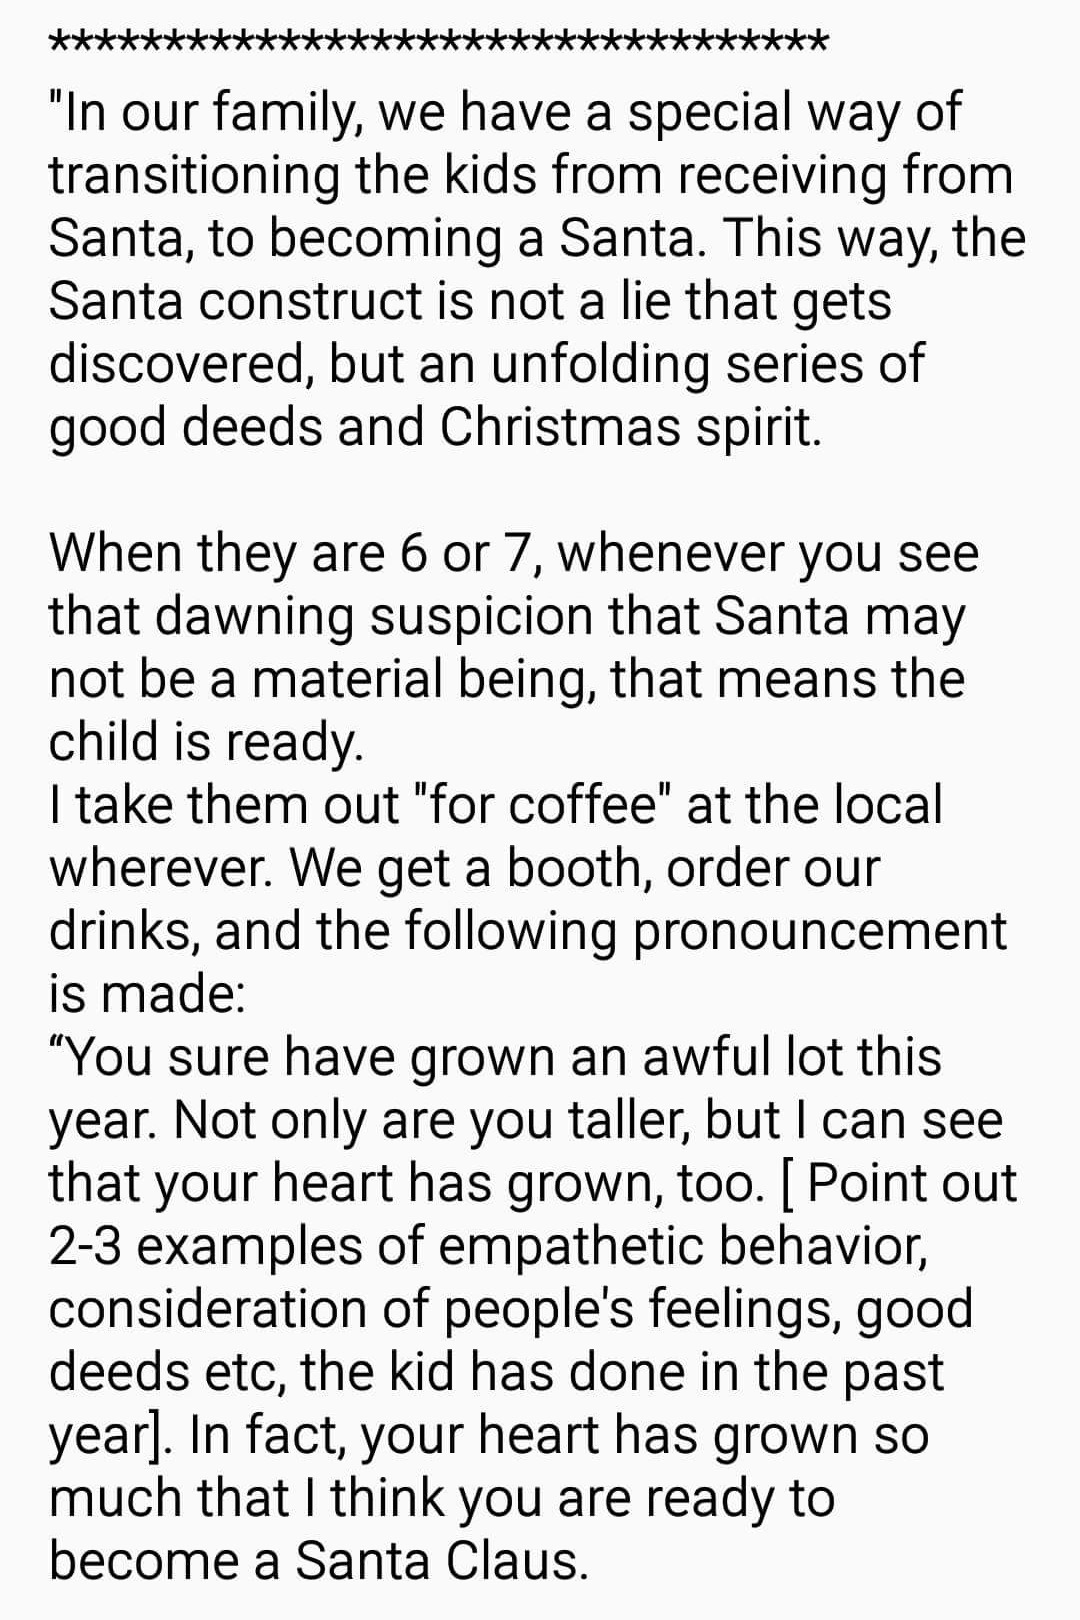 **********************************
"In our family, we have a special way of
transitioning the kids from receiving from
Santa, to becoming a Santa. This way, the
Santa construct is not a lie that gets
discovered, but an unfolding series of
good deeds and Christmas spirit.
When they are 6 or 7, whenever you see
that dawning suspicion that Santa may
not be a material being, that means the
child is ready.
I take them out "for coffee" at the local
wherever. We get a booth, order our
drinks, and the following pronouncement
is made:
“You sure have grown an awful lot this
year. Not only are you taller, but I can see
that your heart has grown, too. [ Point out
2-3 examples of empathetic behavior,
consideration of people's feelings, good
deeds etc, the kid has done in the past
year]. In fact, your heart has grown so
much that I think you are ready to
become a Santa Claus.